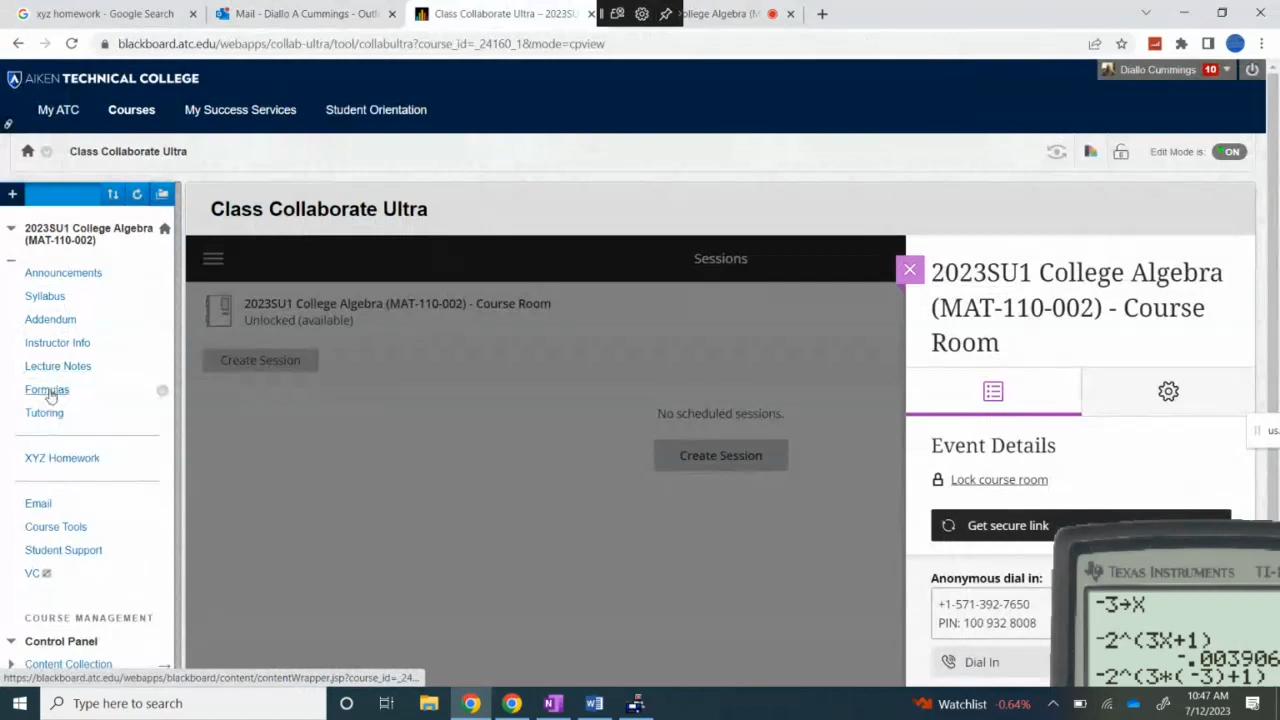 xyz homework - Google Search
Mail - Diallo A Cummings - Outl
Class Collaborate Ultra – 2023SU
ollege Algebra (M
blackboard.atc.edu/webapps/collab-ultra/tool/collabultra?course_id=_24160_1&mode=cpview
AIKEN TECHNICAL COLLEGE
Diallo Cummings 10
My ATC Courses My Success Services Student Orientation
Class Collaborate Ultra
Edit Mode is: ON
2023SU1 College Algebra
(MAT-110-002)
Announcements
Syllabus
Addendum
Instructor Info
Lecture Notes
Formulas
Tutoring
XYZ Homework
Email
Course Tools
Student Support
VC
COURSE MANAGEMENT
Control Panel
Content Collection
https://blackboard.atc.edu/webapps/blackboard/content/contentWrapper.jsp?course_id=_24...
Class Collaborate Ultra
Sessions
2023SU1 College Algebra (MAT-110-002) - Course Room
Unlocked (available)
Create Session
No scheduled sessions.
Create Session
2023SU1 College Algebra
(MAT-110-002) - Course
Room
Event Details
Lock course room
us.
Get secure link
Anonymous dial in:
+1-571-392-7650
PIN: 100 932 8008
Dial In
TEXAS INSTRUMENTS TI-
-3→X
-2^(3X+1)
-.003906
-2^(3*(-3)+1)
Type here to search
Watchlist -0.64%
10:47 AM
7/12/2023